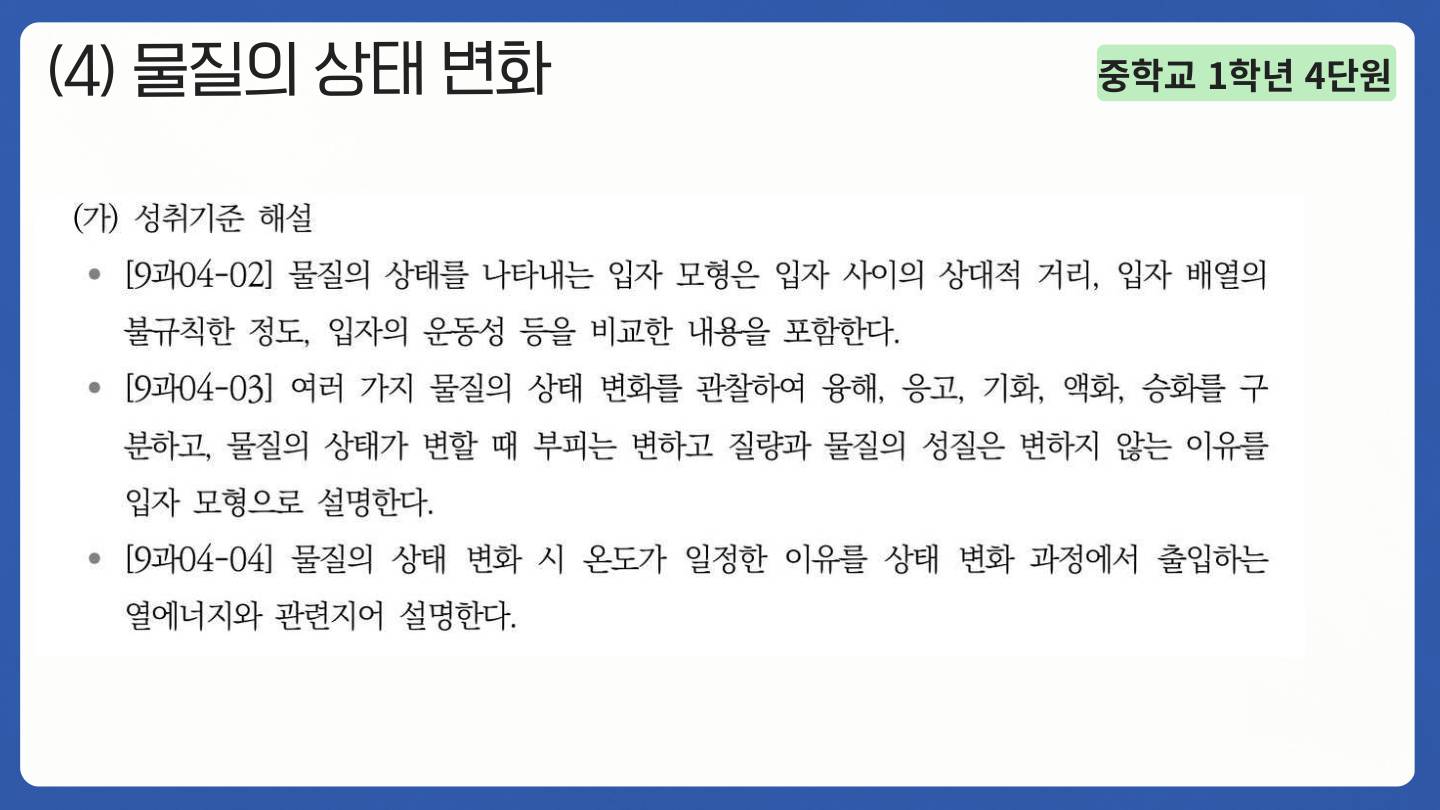 (4) 물질의 상태 변화
중학교 1학년 4단원
(가) 성취기준 해설
• [9과04-02] 물질의 상태를 나타내는 입자 모형은 입자 사이의 상대적 거리, 입자 배열의
불규칙한 정도, 입자의 운동성 등을 비교한 내용을 포함한다.
• [9과04-03] 여러 가지 물질의 상태 변화를 관찰하여 융해, 응고, 기화, 액화, 승화를 구
분하고, 물질의 상태가 변할 때 부피는 변하고 질량과 물질의 성질은 변하지 않는 이유를
입자 모형으로 설명한다.
• [9과04-04] 물질의 상태 변화 시 온도가 일정한 이유를 상태 변화 과정에서 출입하는
열에너지와 관련지어 설명한다.